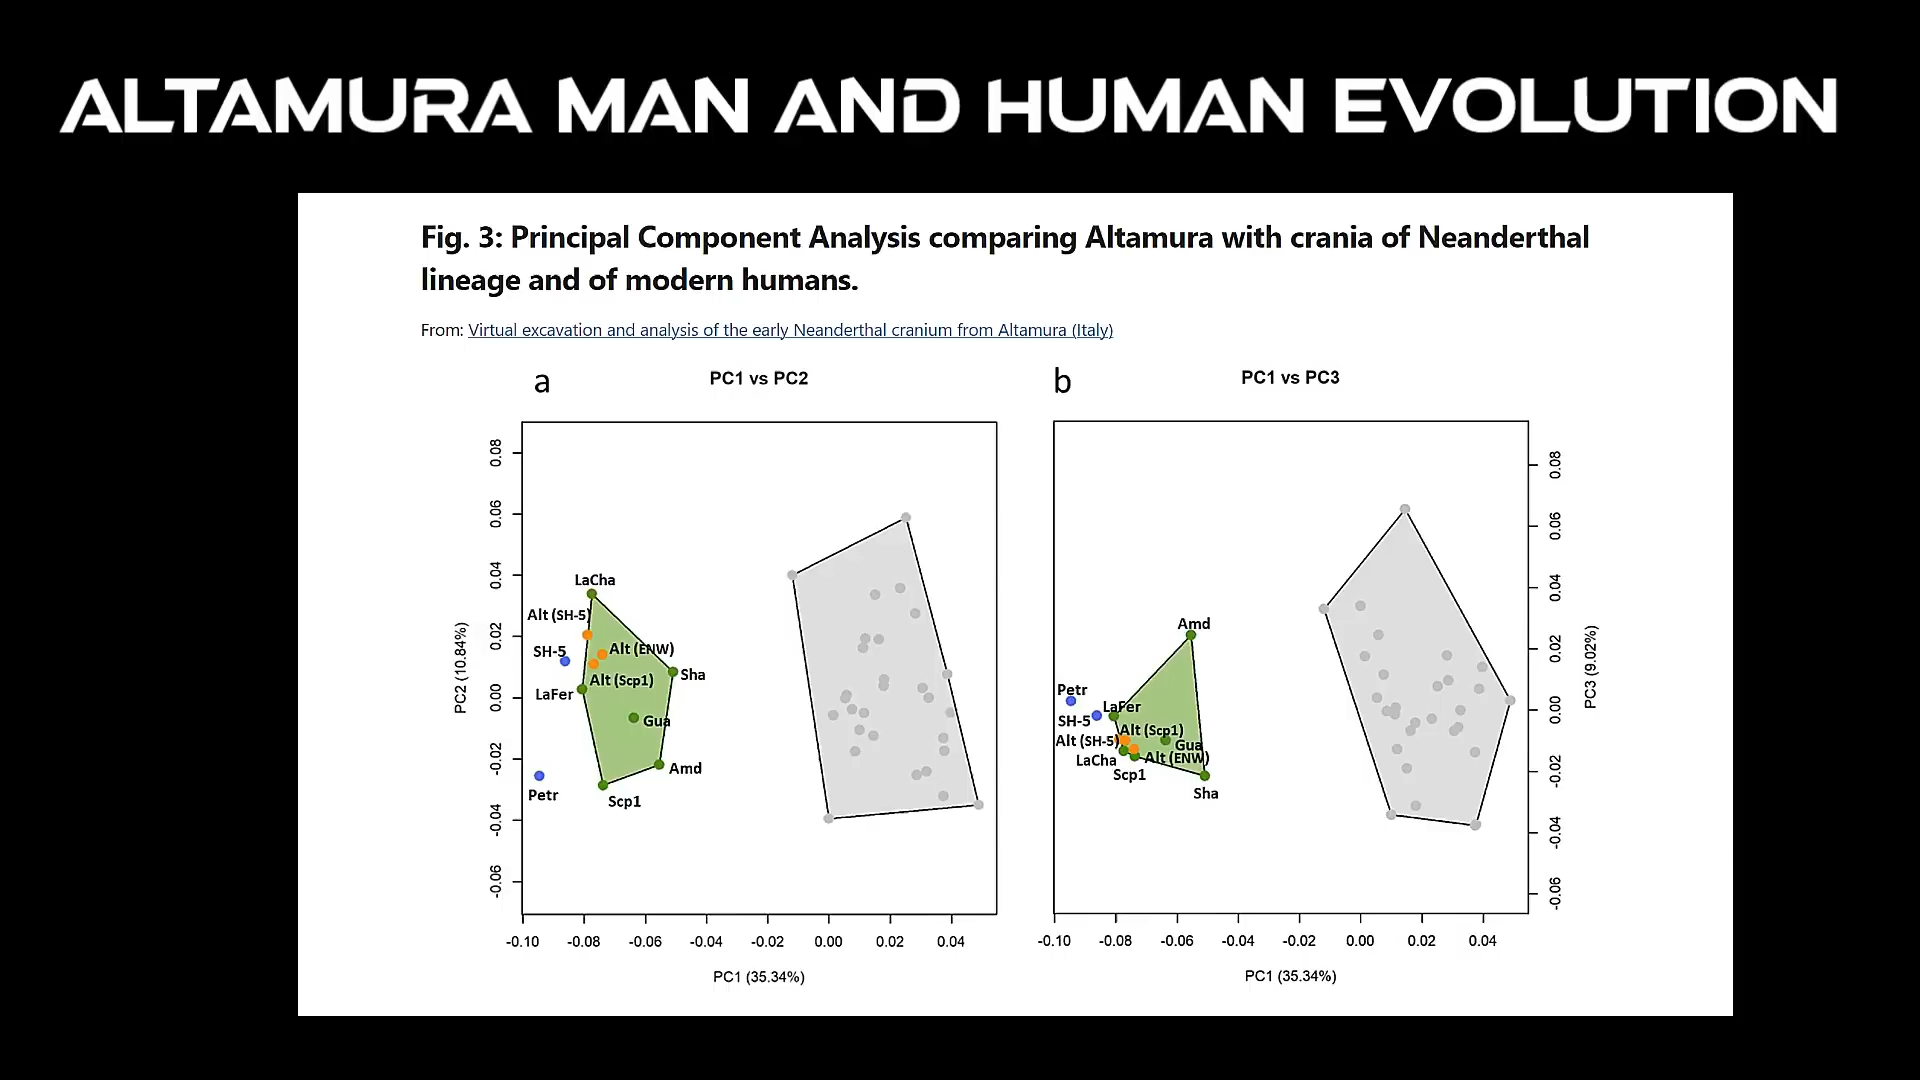 ALTAMURA MAN AND HUMAN EVOLUTION
Fig. 3: Principal Component Analysis comparing Altamura with crania of Neanderthal
lineage and of modern humans.
From: Virtual excavation and analysis of the early Neanderthal cranium from Altamura (Italy)
a
PC1 vs PC2
PC2 (10.84%)
0.08
0.06
0.04
0.02
0.00
-0.02
-0.04
-0.06
LaCha
Alt (SH-5)
SH-5
Alt (ENW)
Sha
Alt (Scp1)
LaFer
Gua
Amd
Petr
Scp1
-0.10 -0.08 -0.06 -0.04 -0.02 0.00 0.02 0.04
PC1 (35.34%)
b
PC1 vs PC3
Amd
Petr
LaFer
SH-5
Alt (Scp1)
Alt (SH-5)
Gua
LaCha
Alt (ENW)
Scp1
Sha
0.08
0.06
0.04
0.02
0.00
-0.02
-0.04
-0.06
PC3 (9.02%)
-0.10 -0.08 -0.06 -0.04 -0.02 0.00 0.02 0.04
PC1 (35.34%)